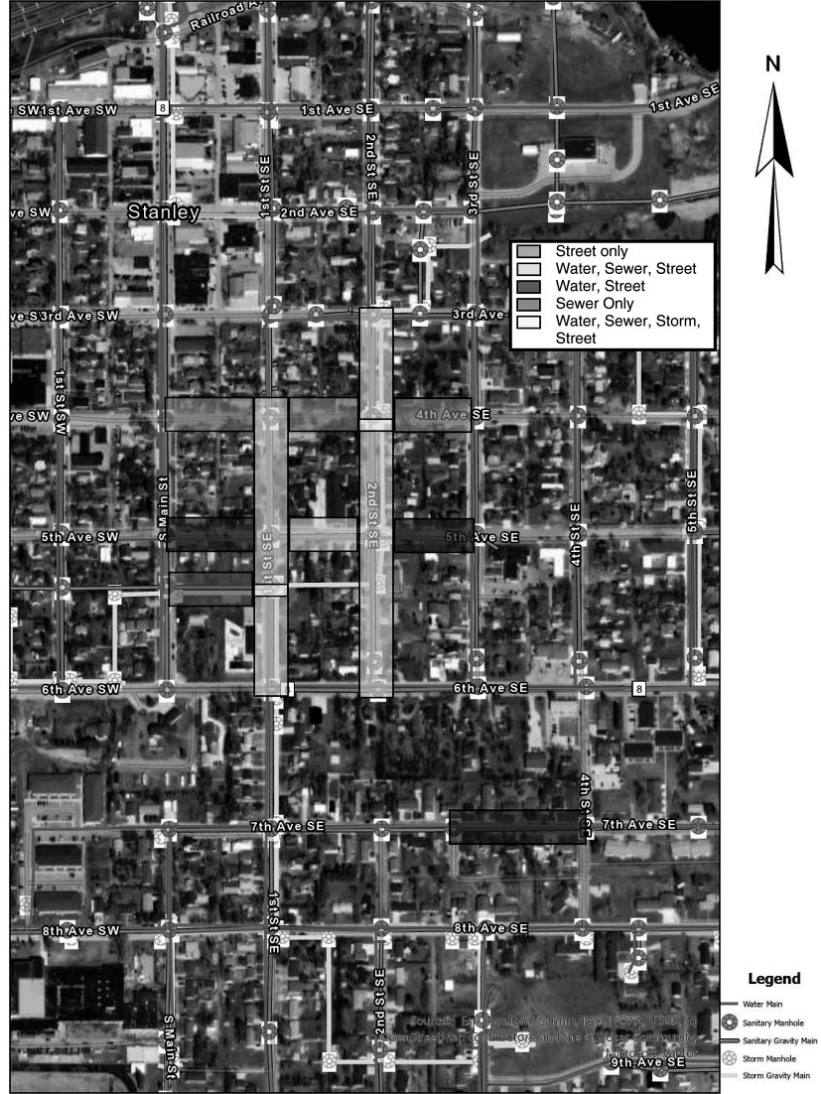 Railroad A
N
SW 1st Ave SW
8
1st Ave SE
1st Ave SE
1st St SE
2nd St SE
3rd St SE
ve SW
Stanley
2nd Ave SE
Street only
Water, Sewer, Street
Water, Street
Sewer Only
Water, Sewer, Storm,
Street
3rd Ave SW
3rd Ave
1st St SW
ve SW
4th Ave SE
S Main St
2nd St SE
4th St SE
5th St SE
5th Ave SW
1st St SE
5th Ave SE
6th Ave SW
8
6th Ave SE
8
4th St SE
7th Ave SE
7th Ave SE
8th Ave SW
1st St SE
8th Ave SE
2nd St SE
S Main St
9th Ave SE
Legend
Water Main
Sanitary Manhole
Sanitary Gravity Main
Storm Manhole
Storm Gravity Main